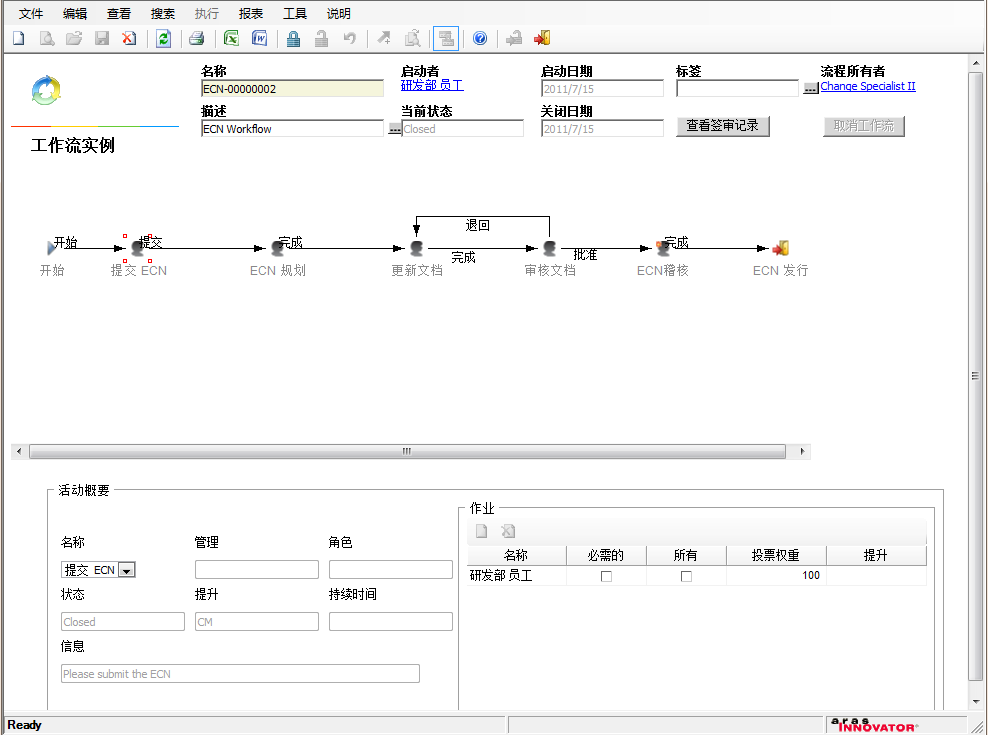 文件 编辑 查看 搜索 执行 报表 工具 说明
名称 启动者 启动日期 标签 流程所有者
ECN-00000002 研发部 员工 2011/7/15 ... Change Specialist II
描述 当前状态 关闭日期
ECN Workflow ... Closed 2011/7/15 查看签审记录 取消工作流
工作流实例
退回
开始 提交 完成 完成 批准 完成
开始 提交 ECN ECN 规划 更新文档 审核文档 ECN稽核 ECN 发行
活动概要
作业
名称 管理 角色
名称 必需的 所有 投票权重 提升
提交 ECN
研发部 员工 100
状态 提升 持续时间
Closed CM
信息
Please submit the ECN
Ready
aras INNOVATOR